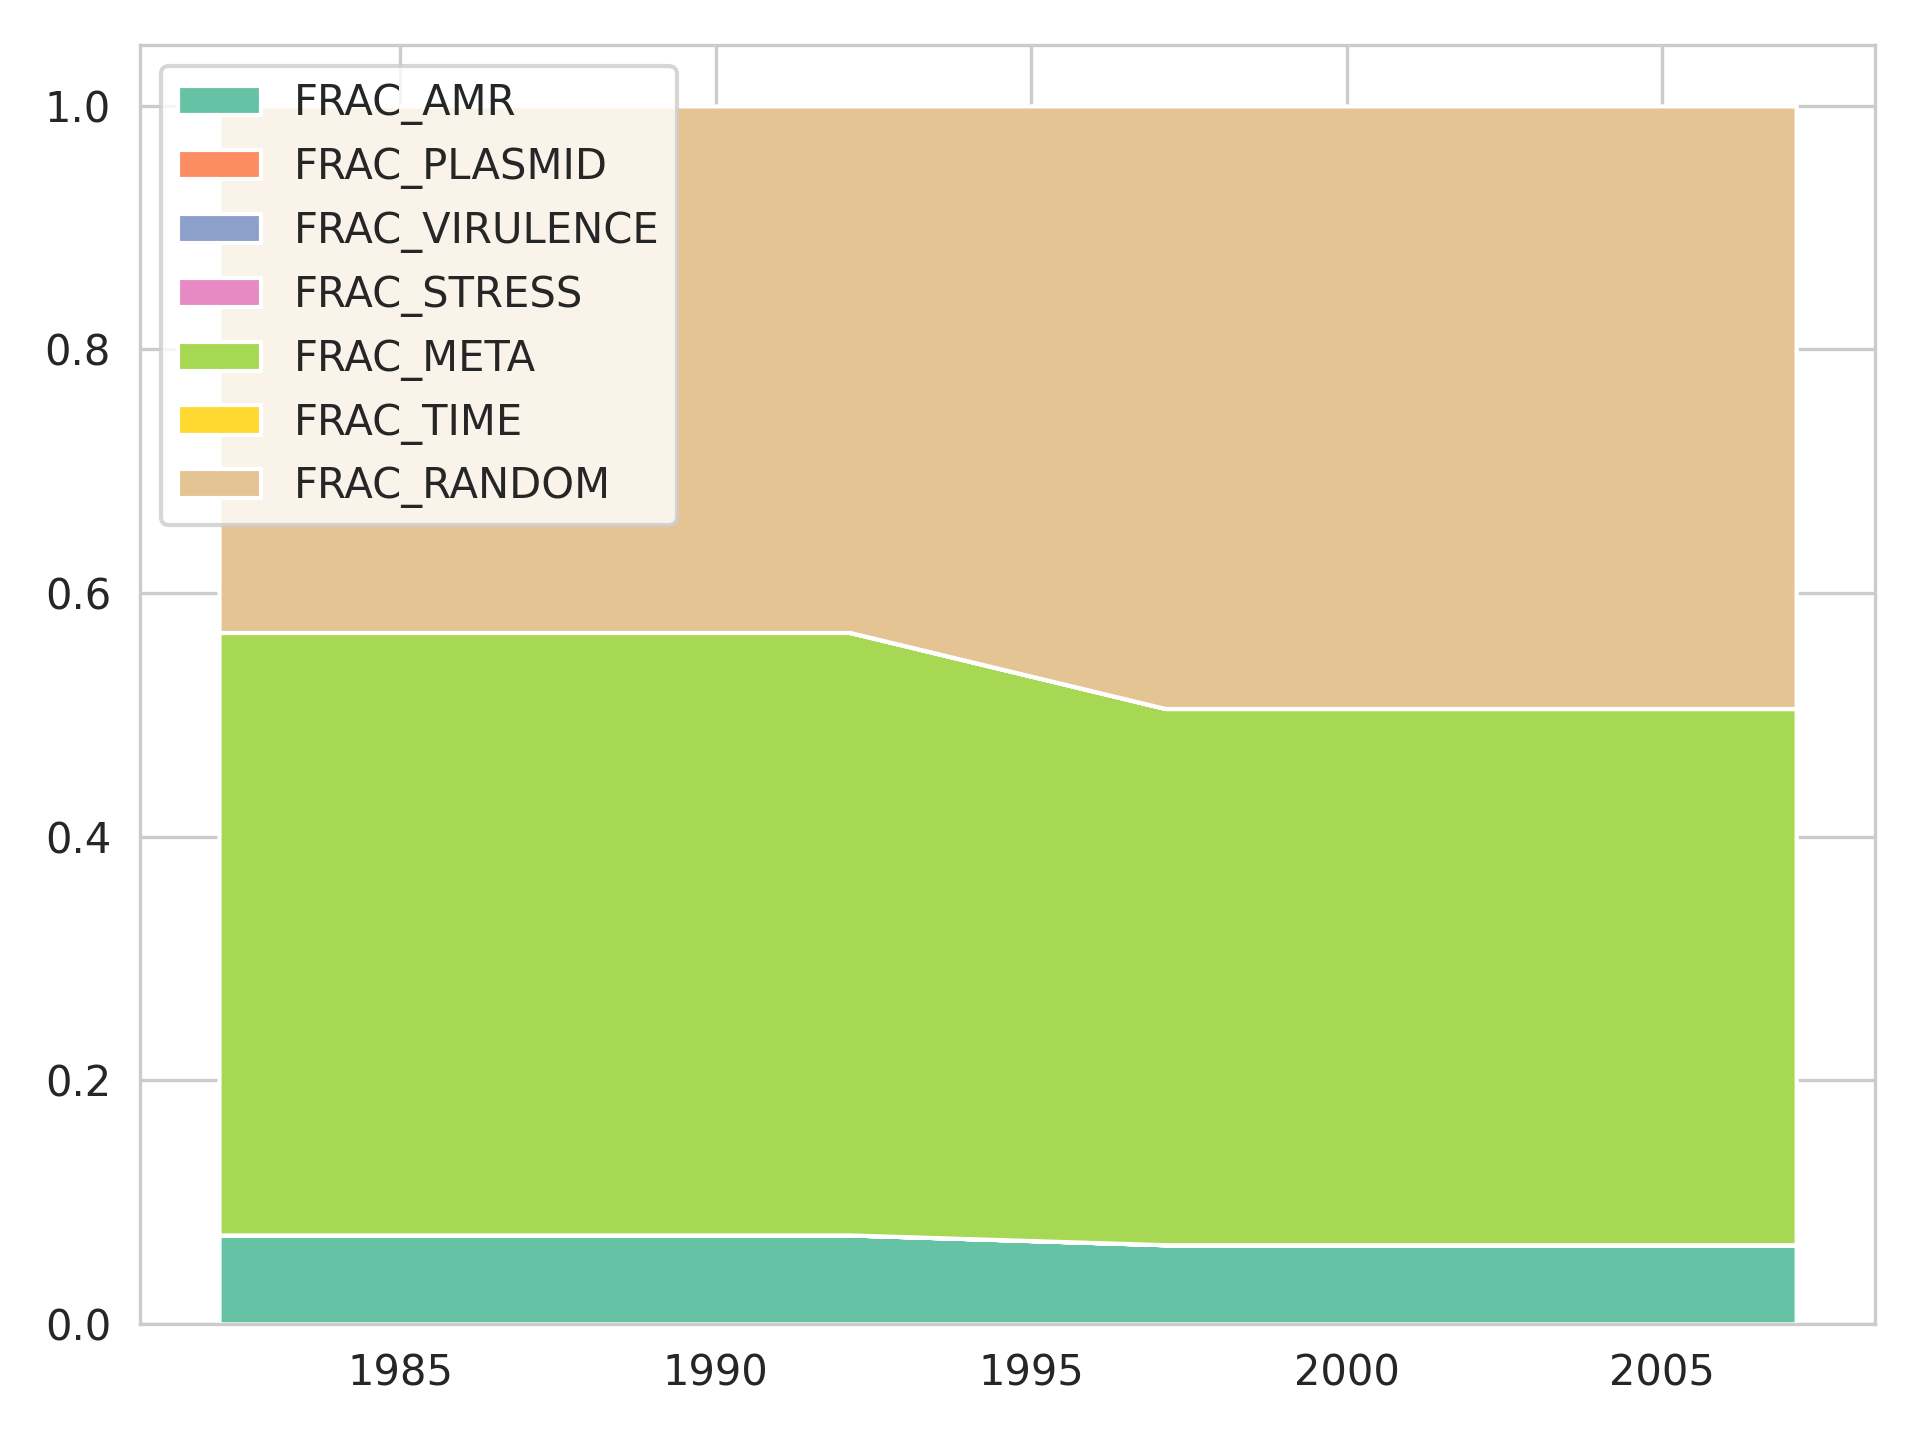 1.0
0.8
0.6
0.4
0.2
0.0
FRAC_AMR
FRAC_PLASMID
FRAC_VIRULENCE
FRAC_STRESS
FRAC_META
FRAC_TIME
FRAC_RANDOM
1985 1990 1995 2000 2005